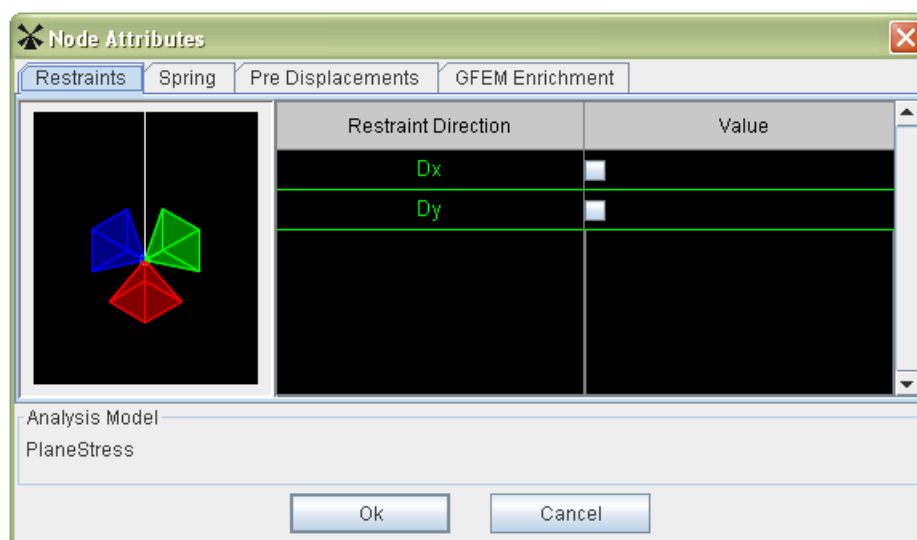 Node Attributes
Restraints Spring Pre Displacements GFEM Enrichment
Restraint Direction Value
Dx
Dy
Analysis Model
PlaneStress
Ok Cancel